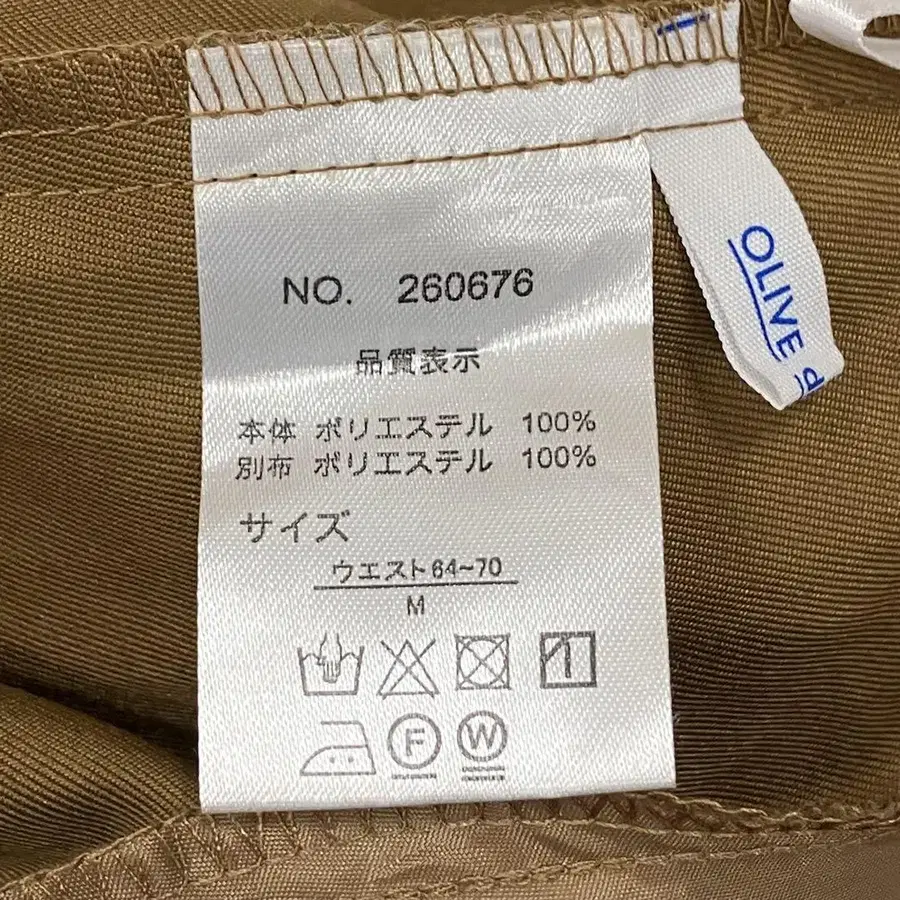 NO. 260676
品質表示
本体 ポリエステル 100%
別布 ポリエステル 100%
サイズ
ウエスト64~70
M
F
W
OLIVE